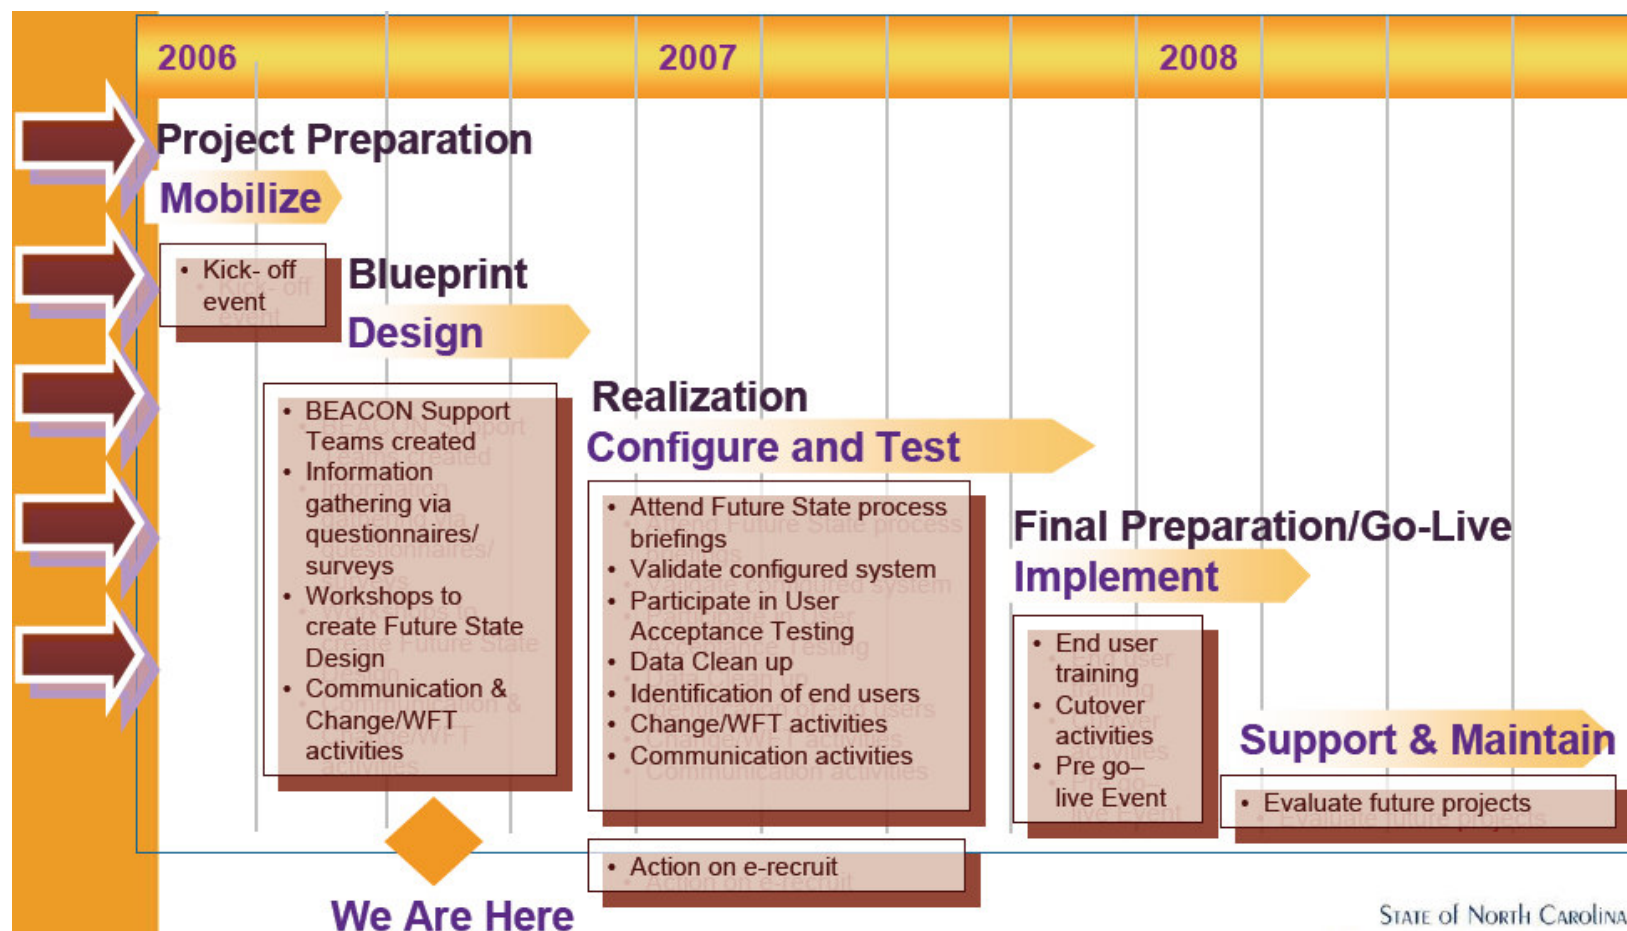 2006 2007 2008
Project Preparation
Mobilize
• Kick- off
event
Blueprint
Design
• BEACON Support
Teams created
• Information
gathering via
questionnaires/
surveys
• Workshops to
create Future State
Design
• Communication &
Change/WFT
activities
Realization
Configure and Test
• Attend Future State process
briefings
• Validate configured system
• Participate in User
Acceptance Testing
• Data Clean up
• Identification of end users
• Change/WFT activities
• Communication activities
• Action on e-recruit
Final Preparation/Go-Live
Implement
• End user
training
• Cutover
activities
• Pre go–
live Event
Support & Maintain
• Evaluate future projects
We Are Here
STATE of NORTH CAROLINA